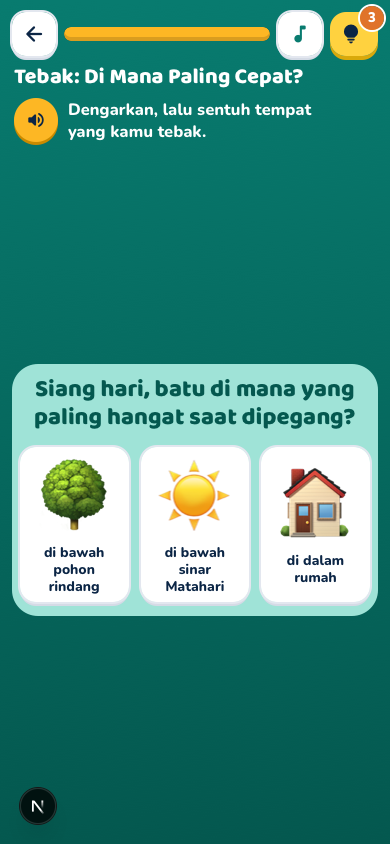 3
Tebak: Di Mana Paling Cepat?
Dengarkan, lalu sentuh tempat
yang kamu tebak.
Siang hari, batu di mana yang
paling hangat saat dipegang?
di bawah
pohon
rindang
di bawah
sinar
Matahari
di dalam
rumah
N